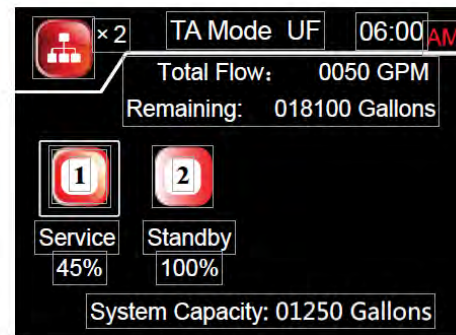 × 2 TA Mode UF 06:00 AM
Total Flow: 0050 GPM
Remaining: 018100 Gallons
1 2
Service Standby
45% 100%
System Capacity: 01250 Gallons